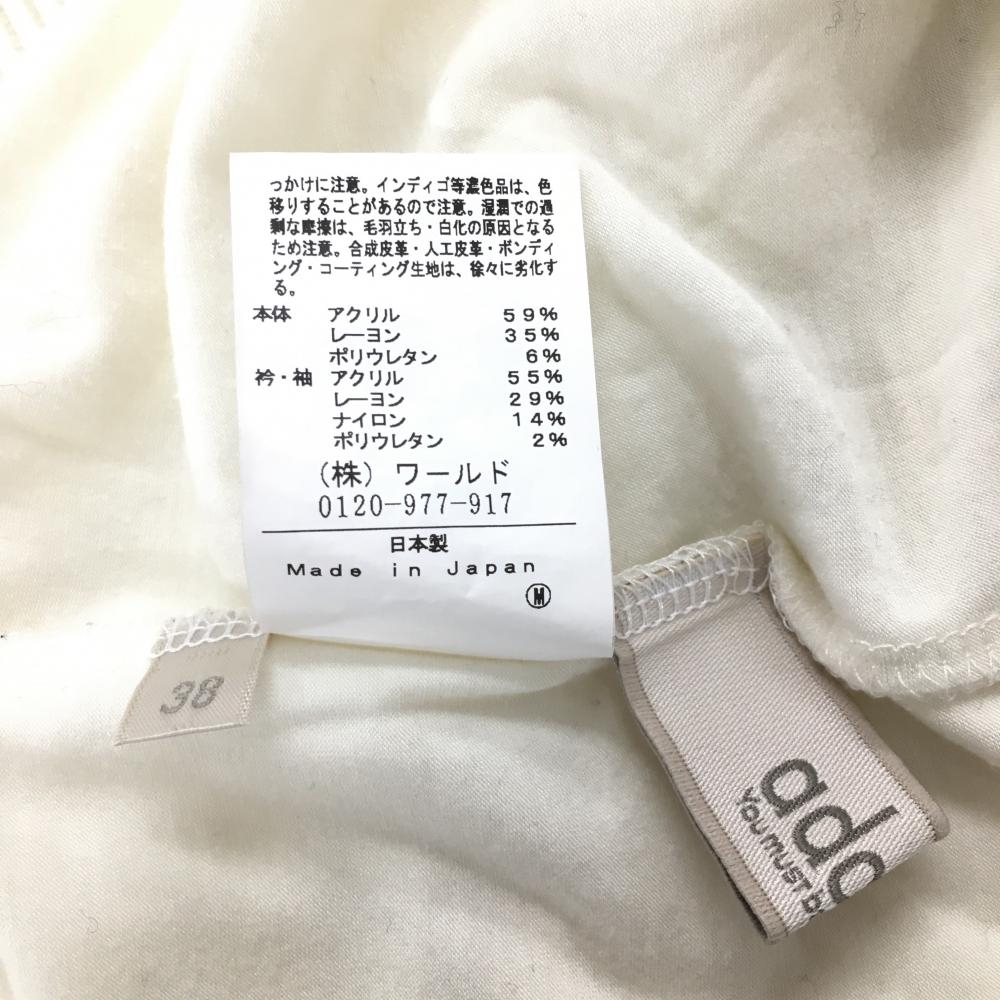 っかけに注意。インディゴ等濃色品は、色
移りすることがあるので注意。湿潤での過
剰な摩擦は、毛羽立ち・白化の原因となる
ため注意。合成皮革・人工皮革・ボンディ
ング・コーティング生地は、徐々に劣化す
る。
本体 アクリル 59%
レーヨン 35%
ポリウレタン 6%
衿・袖 アクリル 55%
レーヨン 29%
ナイロン 14%
ポリウレタン 2%
(株) ワールド
0120-977-917
日本製
Made in Japan
M
38
YOU MUST